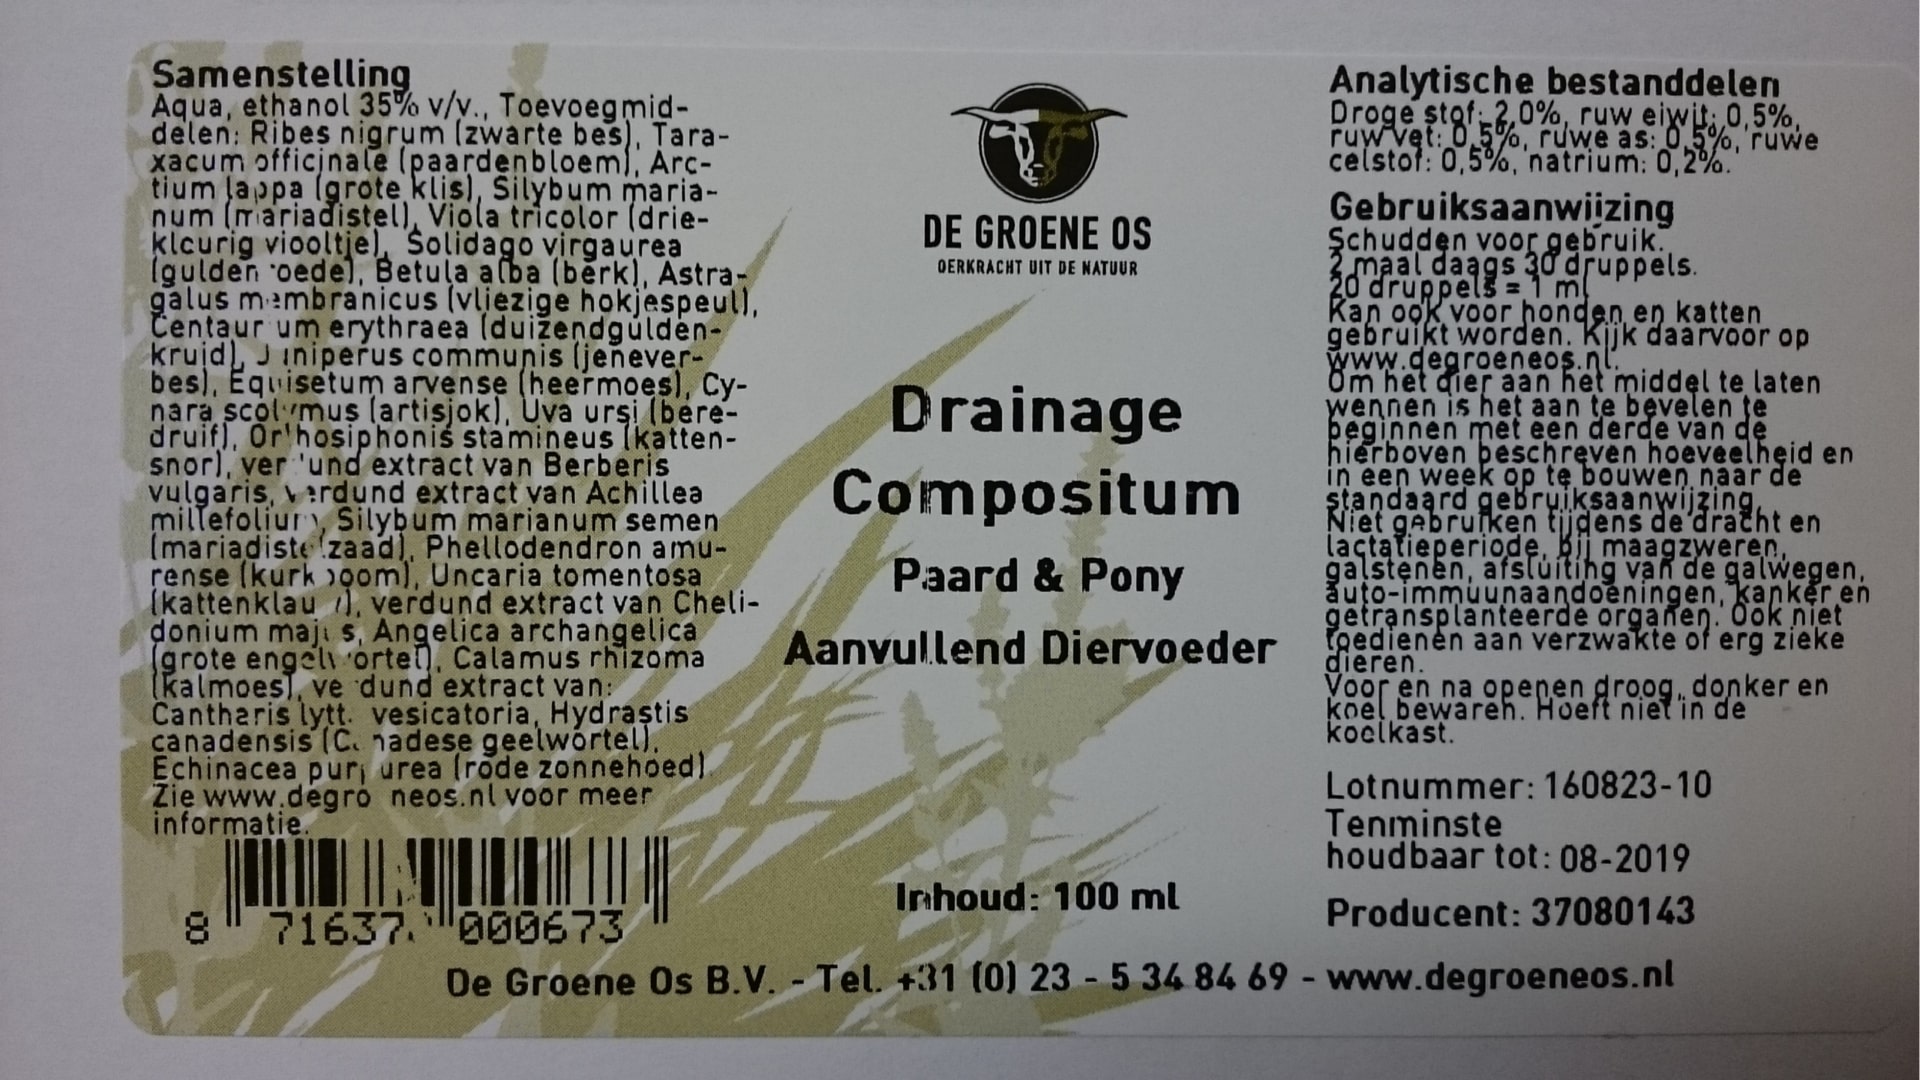 Samenstelling
Aqua, ethanol 35% v/v., Toevoegmid-
delen: Ribes nigrum (zwarte bes), Tara-
xacum officinale (paardenbloem), Arc-
tium lappa (grote klis), Silybum maria-
num (mariadistel), Viola tricolor (drie-
kleurig viooltje), Solidago virgaurea
(gulden roede), Betula alba (berk), Astra-
galus membranicus (vliezige hokjespeul),
Centaurium erythraea (duizendgulden-
kruid), Juniperus communis (jenever-
bes), Equisetum arvense (heermoes), Cy-
nara scolymus (artisjok), Uva ursi (bere-
druif), Orthosiphonis stamineus (katten-
snor), verdund extract van Berberis
vulgaris, verdund extract van Achillea
millefolium, Silybum marianum semen
(mariadistelzaad), Phellodendron amu-
rense (kurkboom), Uncaria tomentosa
(kattenklauw), verdund extract van Cheli-
donium majus, Angelica archangelica
(grote engelwortel), Calamus rhizoma
(kalmoes), verdund extract van:
Cantharis lytta vesicatoria, Hydrastis
canadensis (Canadese geelwortel),
Echinacea purpurea (rode zonnehoed).
Zie www.degroeneos.nl voor meer
informatie.
8 71637 000673
DE GROENE OS
OERKRACHT UIT DE NATUUR
Drainage
Compositum
Paard & Pony
Aanvullend Diervoeder
Inhoud: 100 ml
Analytische bestanddelen
Droge stof: 2,0%, ruw eiwit: 0,5%,
ruw vet: 0,5%, ruwe as: 0,5%, ruwe
celstof: 0,5%, natrium: 0,2%.
Gebruiksaanwijzing
Schudden voor gebruik.
2 maal daags 30 druppels.
20 druppels = 1 ml
Kan ook voor honden en katten
gebruikt worden. Kijk daarvoor op
www.degroeneos.nl.
Om het dier aan het middel te laten
wennen is het aan te bevelen te
beginnen met een derde van de
hierboven beschreven hoeveelheid en
in een week op te bouwen naar de
standaard gebruiksaanwijzing.
Niet gebruiken tijdens de dracht en
lactatieperiode, bij maagzweren,
galstenen, afsluiting van de galwegen,
auto-immuunaandoeningen, kanker en
getransplanteerde organen. Ook niet
toedienen aan verzwakte of erg zieke
dieren.
Voor en na openen droog, donker en
koel bewaren. Hoeft niet in de
koelkast.
Lotnummer: 160823-10
Tenminste
houdbaar tot: 08-2019
Producent: 37080143
De Groene Os B.V. - Tel. +31 (0) 23 - 5 34 84 69 - www.degroeneos.nl